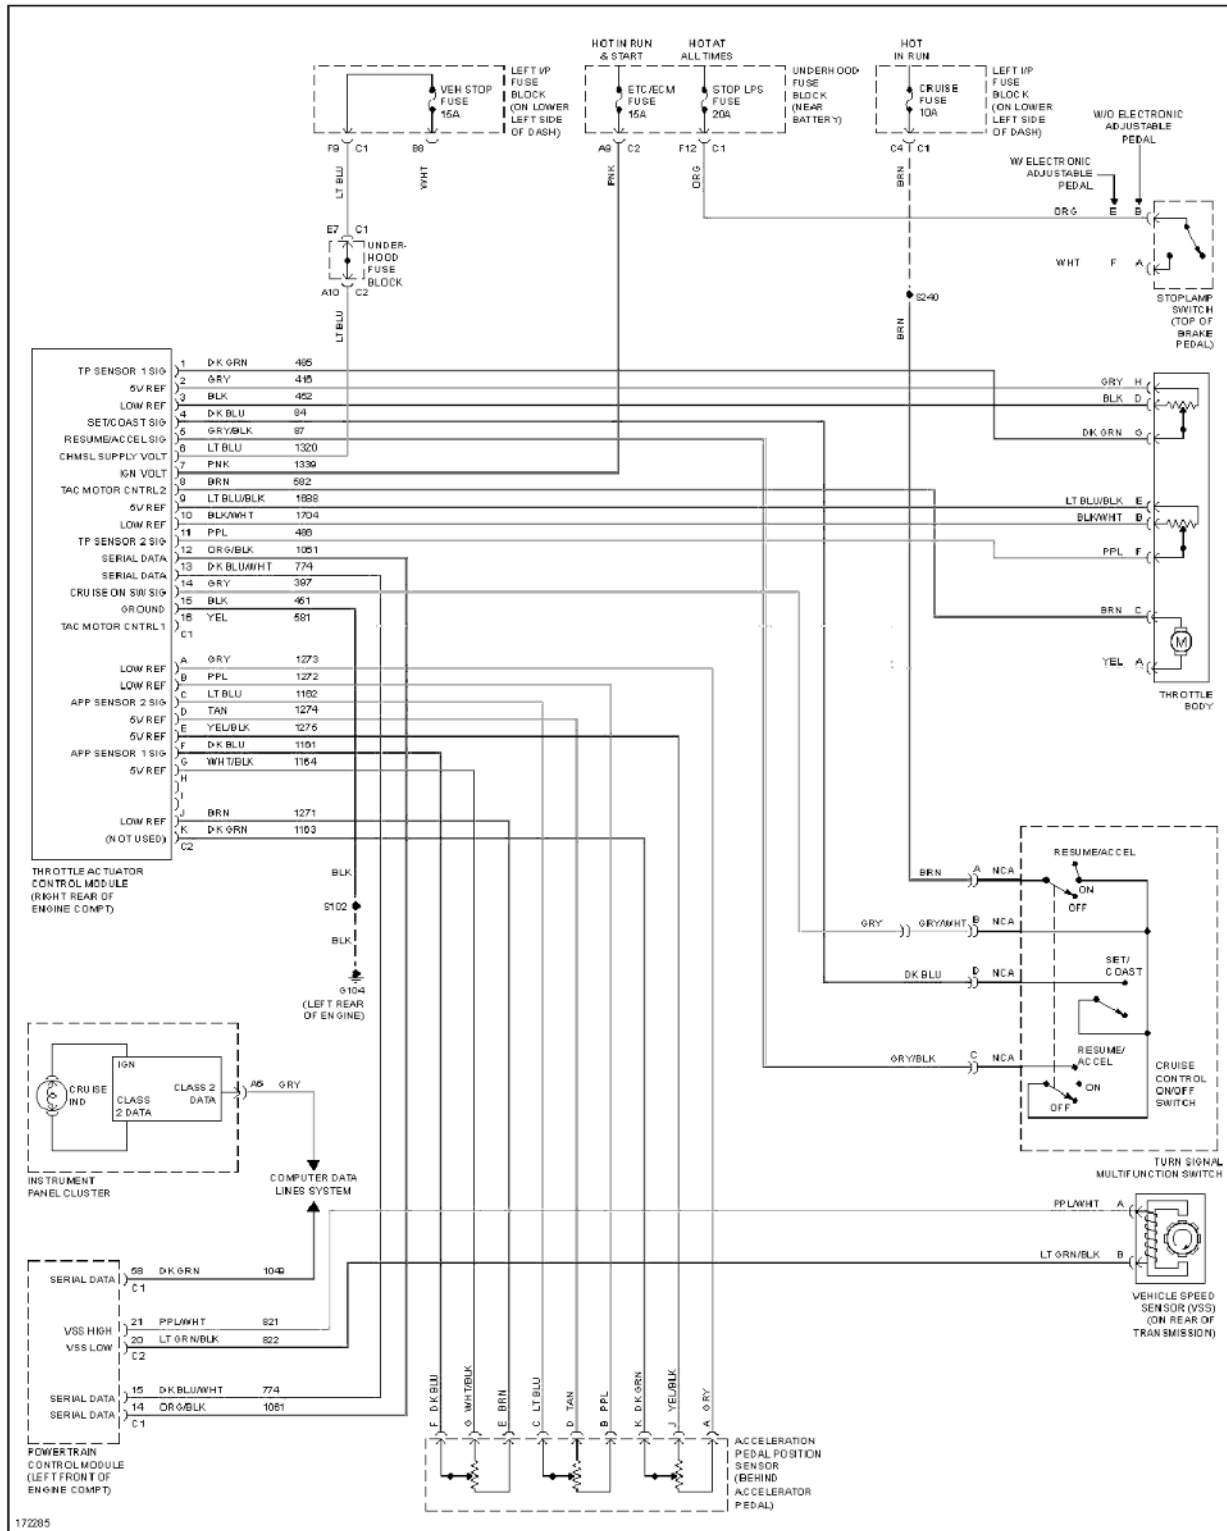 HOT IN RUN
& START
HOT AT
ALL TIMES
HOT
IN RUN
VEH STOP
FUSE
15A
LEFT I/P
FUSE
BLOCK
(ON LOWER
LEFT SIDE
OF DASH)
ETC/ECM
FUSE
15A
STOP LPS
FUSE
20A
UNDERHOOD
FUSE
BLOCK
(NEAR
BATTERY)
CRUISE
FUSE
10A
LEFT I/P
FUSE
BLOCK
(ON LOWER
LEFT SIDE
OF DASH)
W/O ELECTRONIC
ADJUSTABLE
PEDAL
F9 C1 B8 A9 C2 F12 C1 C4 C1
LT BLU
WHT
PNK
ORG
BRN
W/ ELECTRONIC
ADJUSTABLE
PEDAL
ORG E B
WHT F A
STOPLAMP
SWITCH
(TOP OF
BRAKE
PEDAL)
E7 C1
UNDER-
HOOD
FUSE
BLOCK
A10 C2
LT BLU
S240
BRN
TP SENSOR 1 SIG 1 DK GRN 485
5V REF 2 GRY 416
LOW REF 3 BLK 452
SET/COAST SIG 4 DK BLU 84
RESUME/ACCEL SIG 5 GRY/BLK 87
CHMSL SUPPLY VOLT 6 LT BLU 1320
IGN VOLT 7 PNK 1339
TAC MOTOR CNTRL 2 8 BRN 582
5V REF 9 LT BLU/BLK 1688
LOW REF 10 BLK/WHT 1704
TP SENSOR 2 SIG 11 PPL 486
SERIAL DATA 12 ORG/BLK 1061
SERIAL DATA 13 DK BLU/WHT 774
CRUISE ON SW SIG 14 GRY 397
GROUND 15 BLK 451
TAC MOTOR CNTRL 1 16 YEL 581
C1
LOW REF A GRY 1273
LOW REF B PPL 1272
APP SENSOR 2 SIG C LT BLU 1162
5V REF D TAN 1274
5V REF E YEL/BLK 1275
APP SENSOR 1 SIG F DK BLU 1161
5V REF G WHT/BLK 1164
H
I
LOW REF J BRN 1271
(NOT USED) K DK GRN 1163
C2
THROTTLE ACTUATOR
CONTROL MODULE
(RIGHT REAR OF
ENGINE COMPT)
GRY H
BLK D
DK GRN G
LT BLU/BLK E
BLK/WHT B
PPL F
BRN C
M
YEL A
THROTTLE
BODY
BLK
S102
BLK
G104
(LEFT REAR
OF ENGINE)
RESUME/ACCEL
BRN A NCA
ON
OFF
GRY GRY/WHT B NCA
SET/
COAST
DK BLU D NCA
RESUME/
ACCEL
GRY/BLK C NCA
ON
OFF
CRUISE
CONTROL
ON/OFF
SWITCH
TURN SIGNAL
MULTIFUNCTION SWITCH
IGN
CRUISE
IND
CLASS
2 DATA
CLASS 2
DATA
A6 GRY
INSTRUMENT
PANEL CLUSTER
COMPUTER DATA
LINES SYSTEM
PPL/WHT A
LT GRN/BLK B
VEHICLE SPEED
SENSOR (VSS)
(ON REAR OF
TRANSMISSION)
SERIAL DATA 58 DK GRN 1049
C1
VSS HIGH 21 PPL/WHT 821
VSS LOW 20 LT GRN/BLK 822
C2
SERIAL DATA 15 DK BLU/WHT 774
SERIAL DATA 14 ORG/BLK 1061
C1
POWERTRAIN
CONTROL MODULE
(LEFT FRONT OF
ENGINE COMPT)
F DK BLU
G WHT/BLK
E BRN
C LT BLU
D TAN
B PPL
K DK GRN
J YEL/BLK
A GRY
ACCELERATION
PEDAL POSITION
SENSOR
(BEHIND
ACCELERATOR
PEDAL)
172285